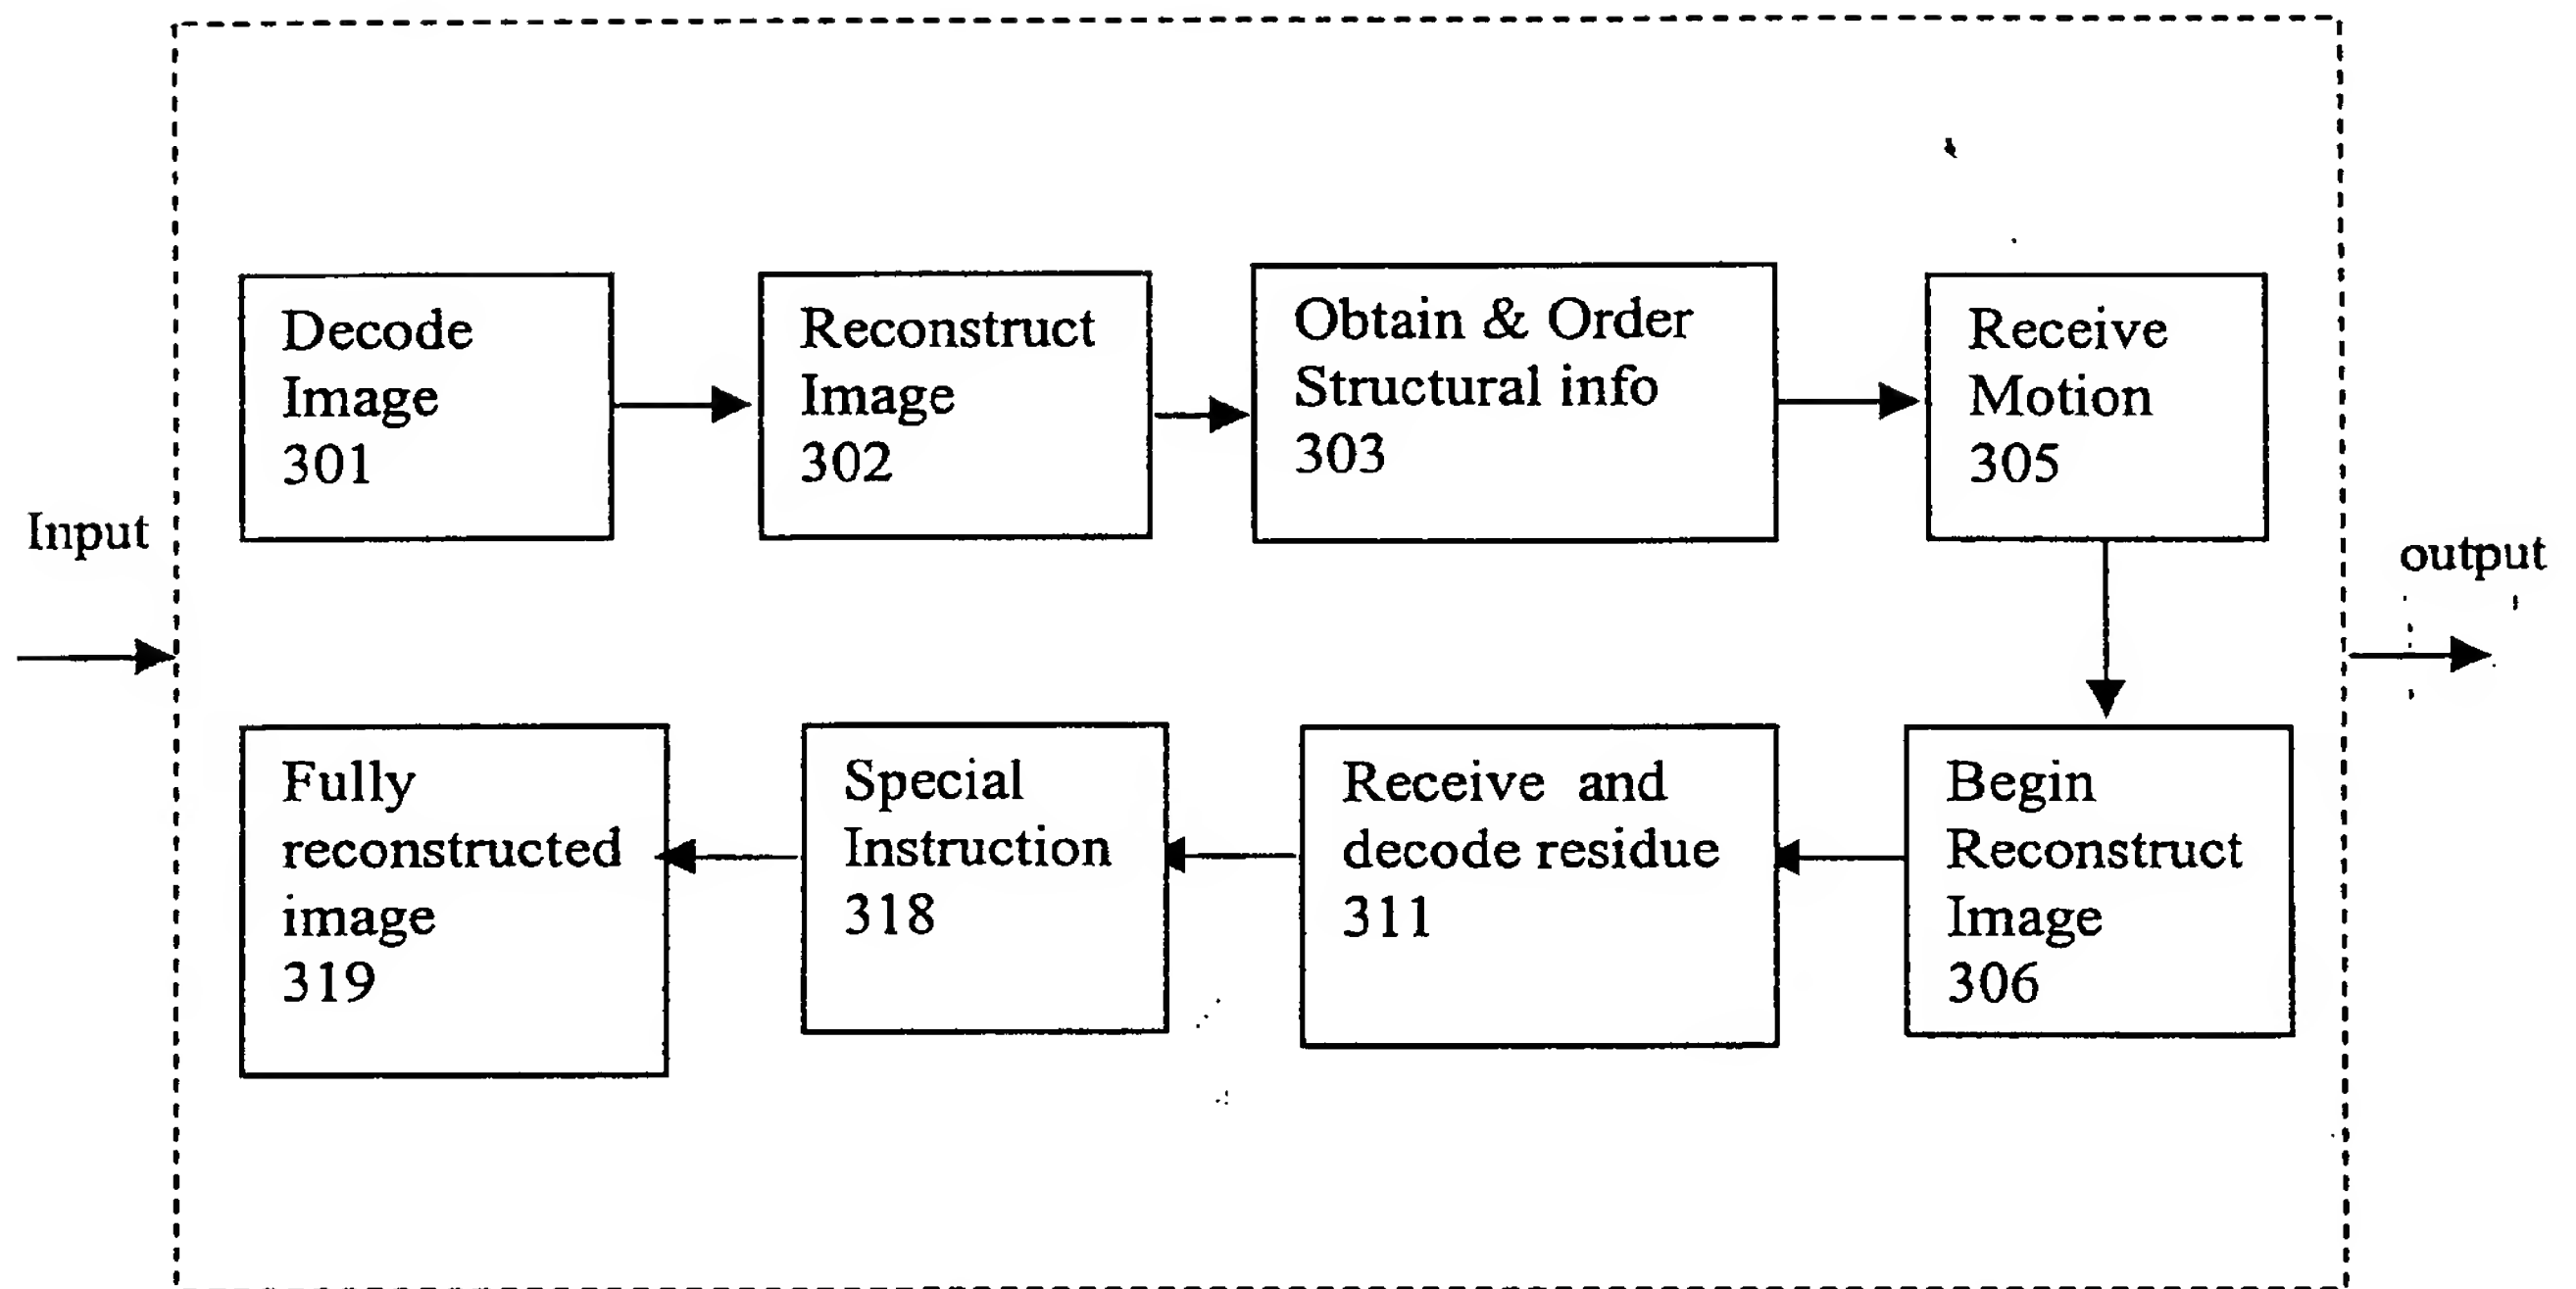 Input
Decode
Image
301
Reconstruct
Image
302
Obtain & Order
Structural info
303
Receive
Motion
305
output
Begin
Reconstruct
Image
306
Receive and
decode residue
311
Special
Instruction
318
Fully
reconstructed
image
319